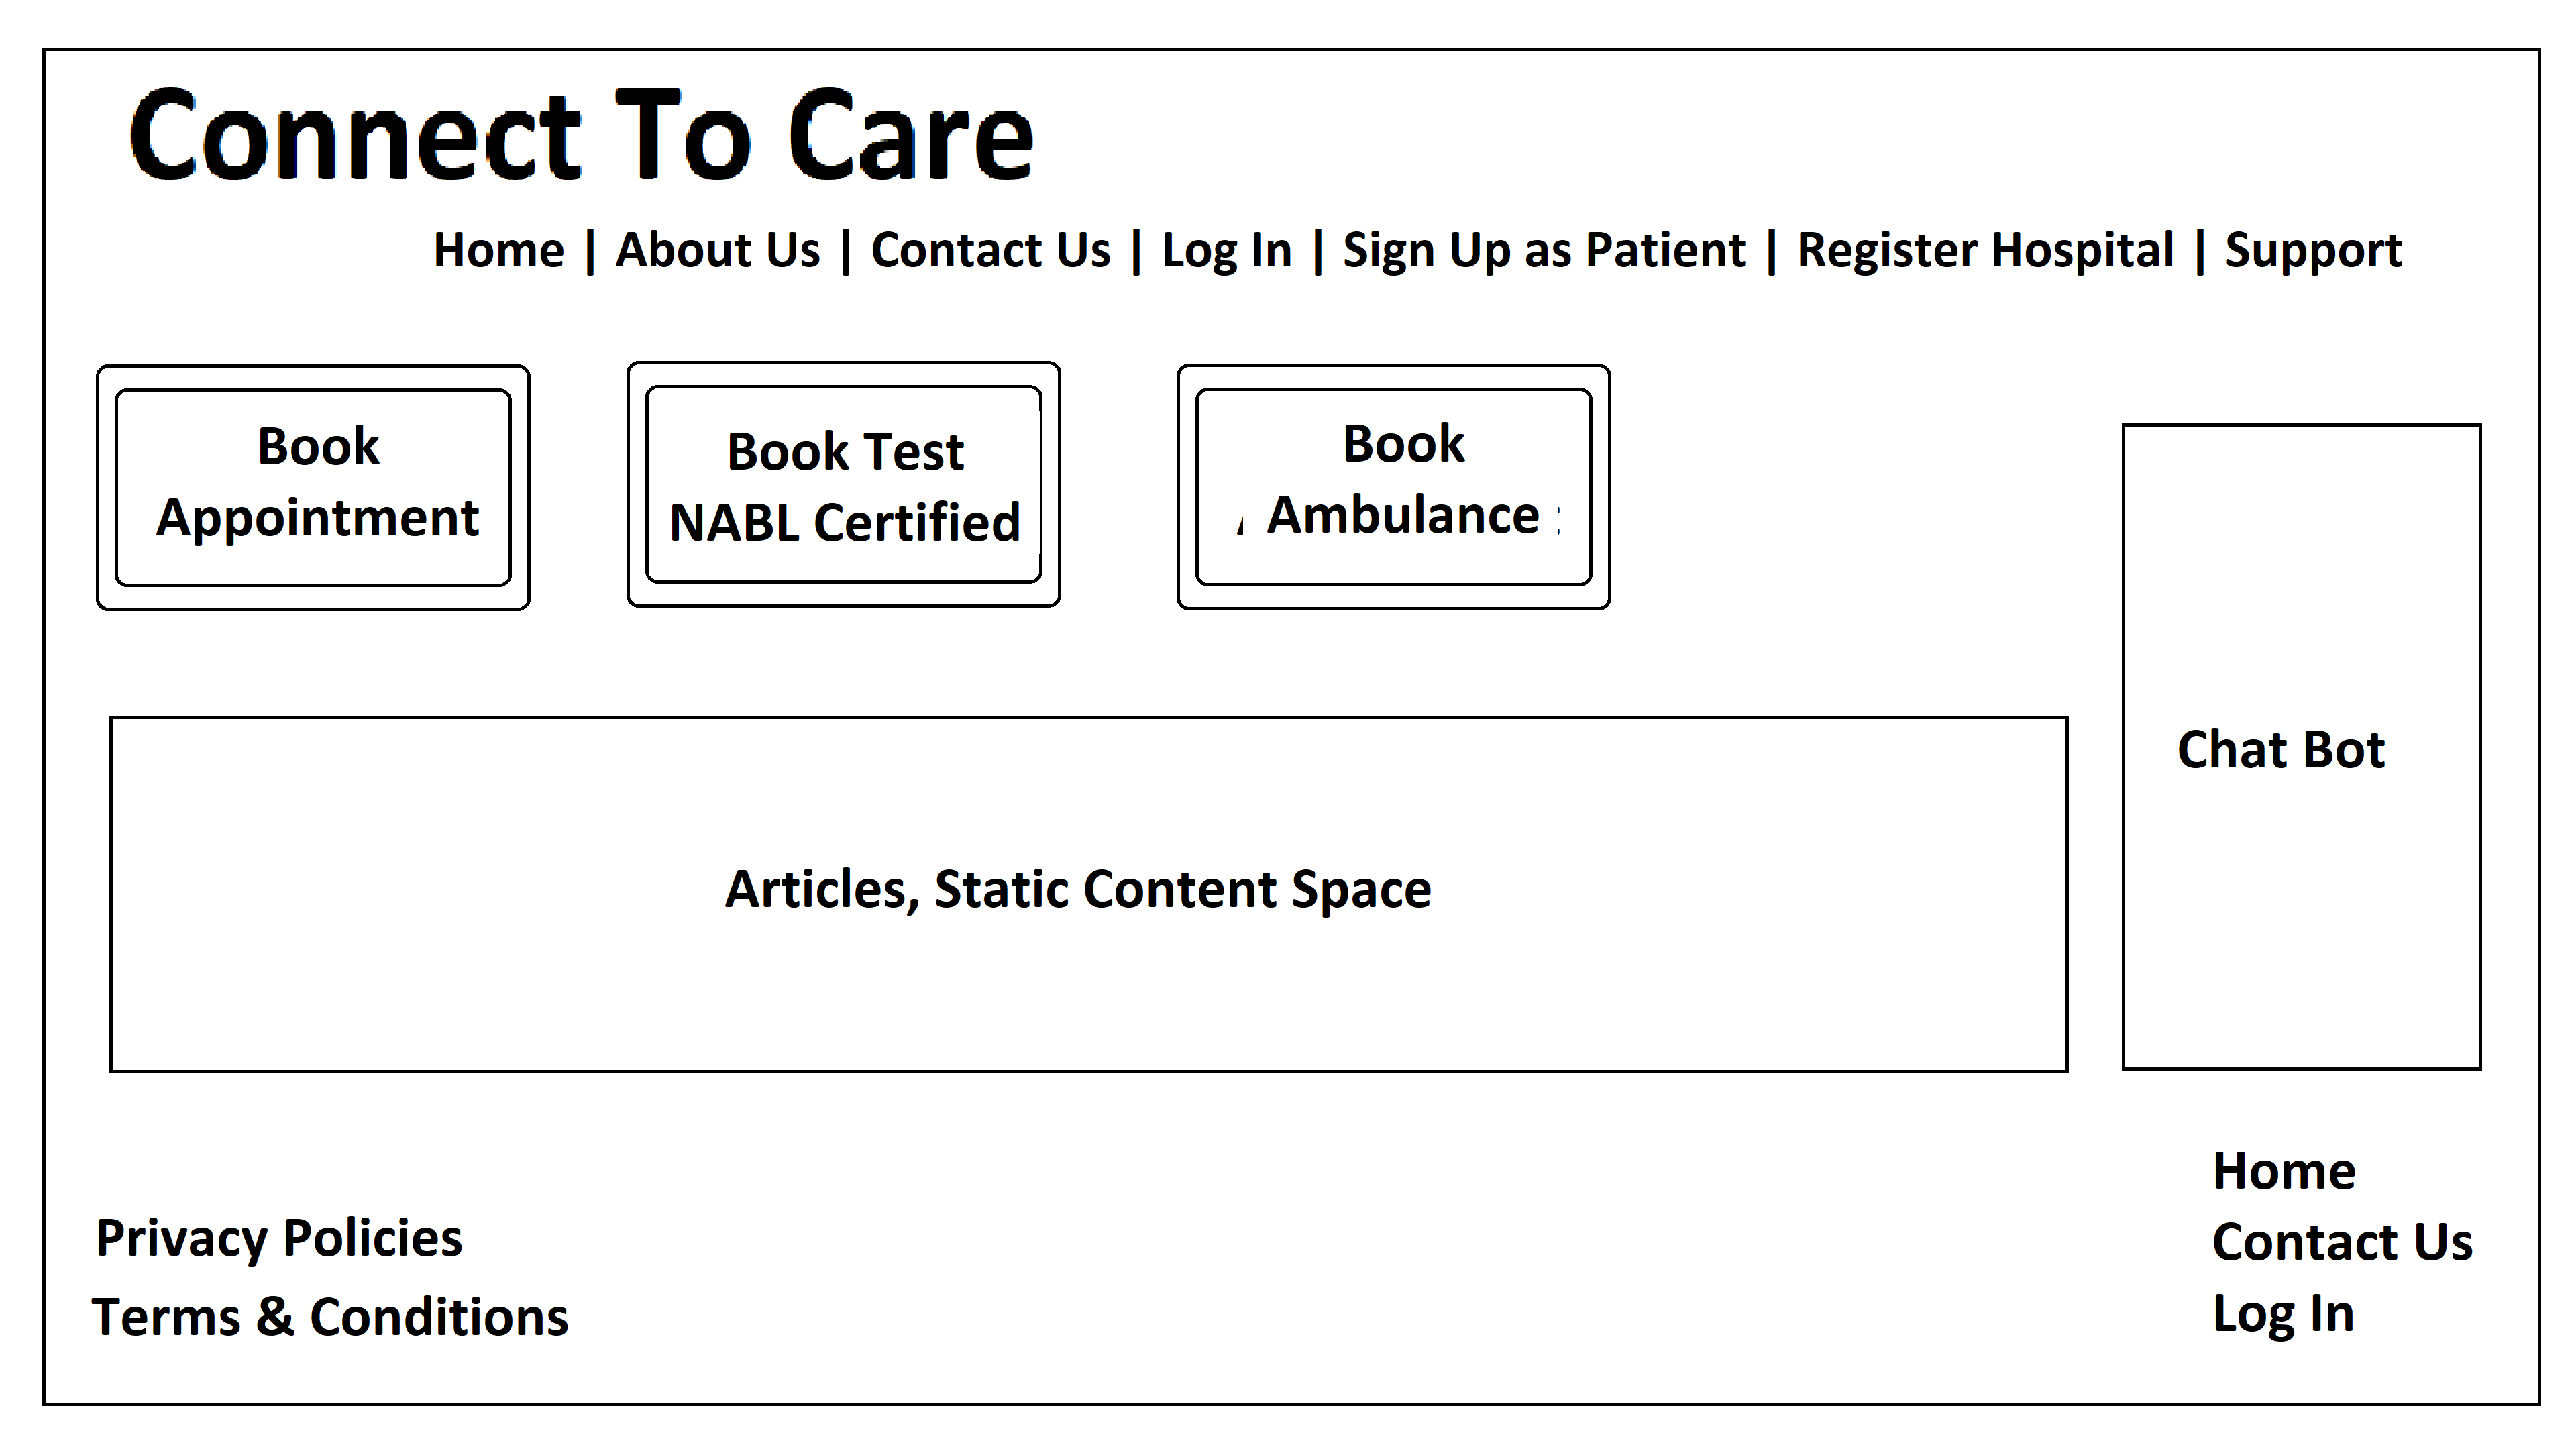 Connect To Care
Home | About Us | Contact Us | Log In | Sign Up as Patient | Register Hospital | Support
Book
Appointment
Book Test
NABL Certified
Book
Ambulance
Chat Bot
Articles, Static Content Space
Privacy Policies
Terms & Conditions
Home
Contact Us
Log In